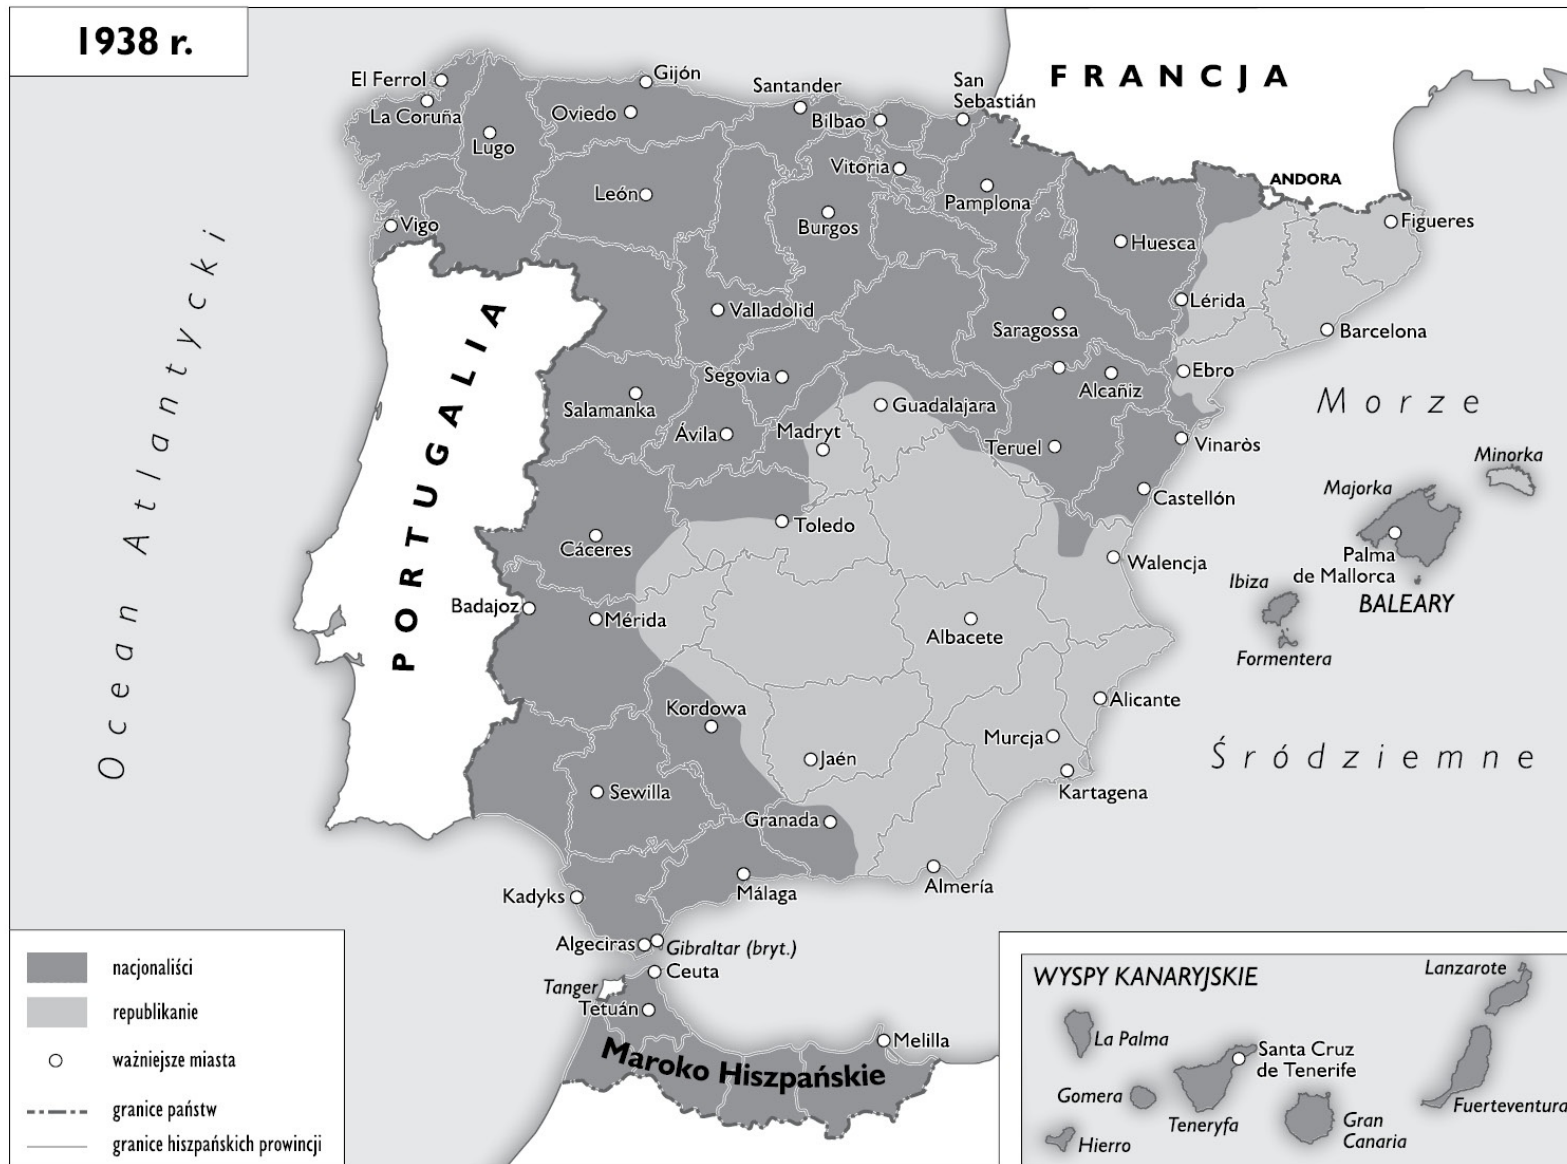 1938 r.
FRANCJA
ANDORA
PORTUGALIA
Ocean Atlantycki
Morze
Śródziemne
El Ferrol
La Coruña
Lugo
Vigo
Gijón
Oviedo
León
Santander
Bilbao
San
Sebastián
Vitoria
Pamplona
Burgos
Huesca
Figueres
Lérida
Barcelona
Valladolid
Saragossa
Segovia
Alcañiz
Ebro
Salamanka
Ávila
Madryt
Guadalajara
Teruel
Vinaròs
Castellón
Toledo
Cáceres
Walencja
Badajoz
Mérida
Albacete
Alicante
Kordowa
Jaén
Murcja
Kartagena
Sewilla
Granada
Almería
Málaga
Kadyks
Algeciras
Gibraltar (bryt.)
Ceuta
Tanger
Tetuán
Melilla
Maroko Hiszpańskie
Minorka
Majorka
Palma
de Mallorca
Ibiza
BALEARY
Formentera
nacjonaliści
republikanie
ważniejsze miasta
granice państw
granice hiszpańskich prowincji
WYSPY KANARYJSKIE
Lanzarote
La Palma
Santa Cruz
de Tenerife
Gomera
Teneryfa
Hierro
Gran
Canaria
Fuerteventura